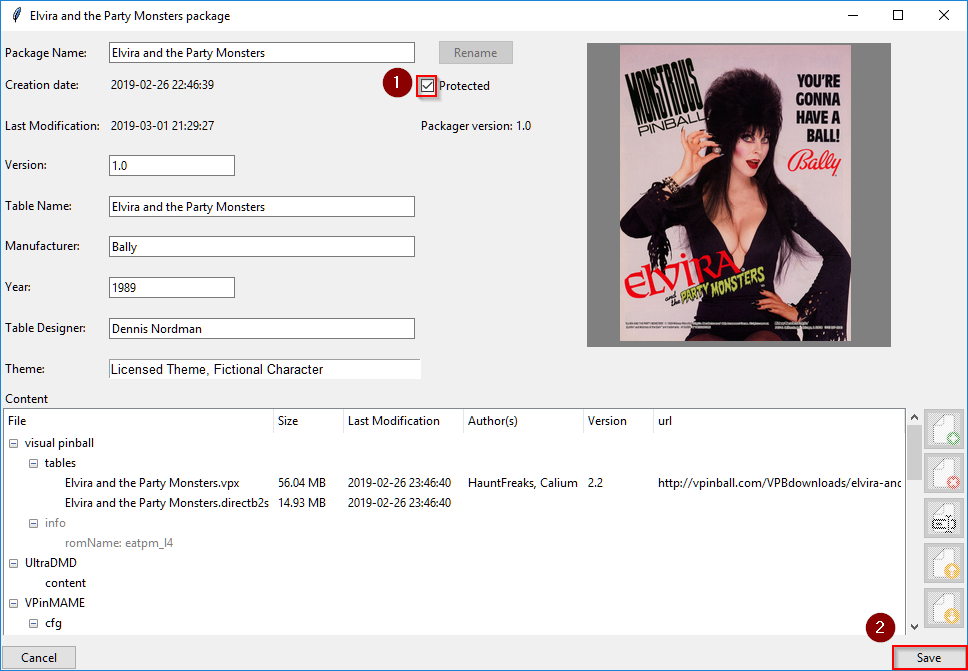 Elvira and the Party Monsters package
Package Name: Elvira and the Party Monsters Rename
Creation date: 2019-02-26 22:46:39 1 Protected
Last Modification: 2019-03-01 21:29:27 Packager version: 1.0
Version: 1.0
Table Name: Elvira and the Party Monsters
Manufacturer: Bally
Year: 1989
Table Designer: Dennis Nordman
Theme: Licensed Theme, Fictional Character
MONSTROUS
PINBALL
YOU'RE
GONNA
HAVE A
BALL!
Bally
ELVIRA
and the PARTY MONSTERS
Content
File Size Last Modification Author(s) Version url
visual pinball
tables
Elvira and the Party Monsters.vpx 56.04 MB 2019-02-26 23:46:40 HauntFreaks, Calium 2.2 http://vpinball.com/VPBdownloads/elvira-anc
Elvira and the Party Monsters.directb2s 14.93 MB 2019-02-26 23:46:40
info
romName: eatpm_l4
UltraDMD
content
VPinMAME
cfg
2
Cancel Save